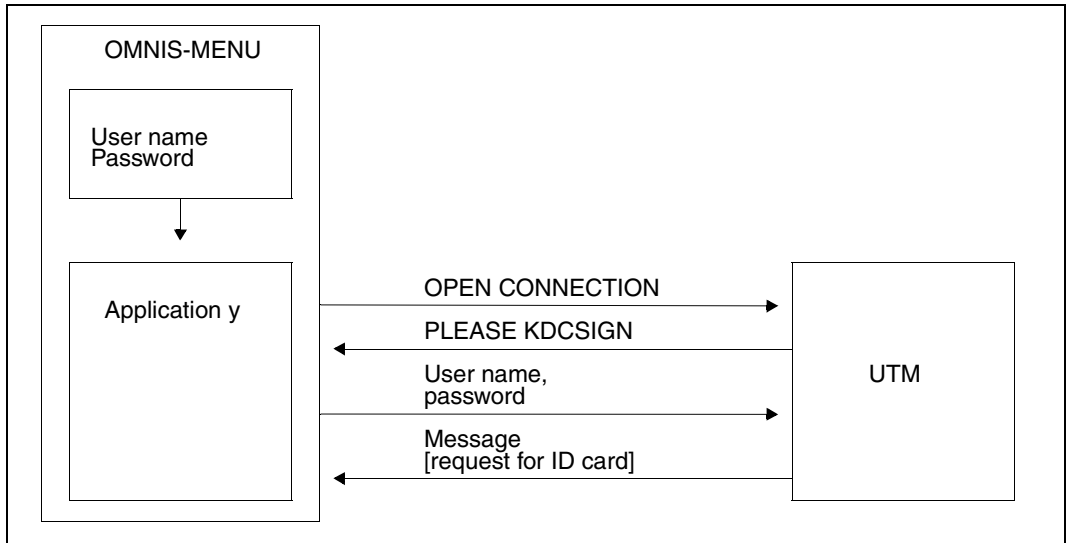 OMNIS-MENU
User name
Password
Application y
OPEN CONNECTION
PLEASE KDCSIGN
User name,
password
Message
[request for ID card]
UTM